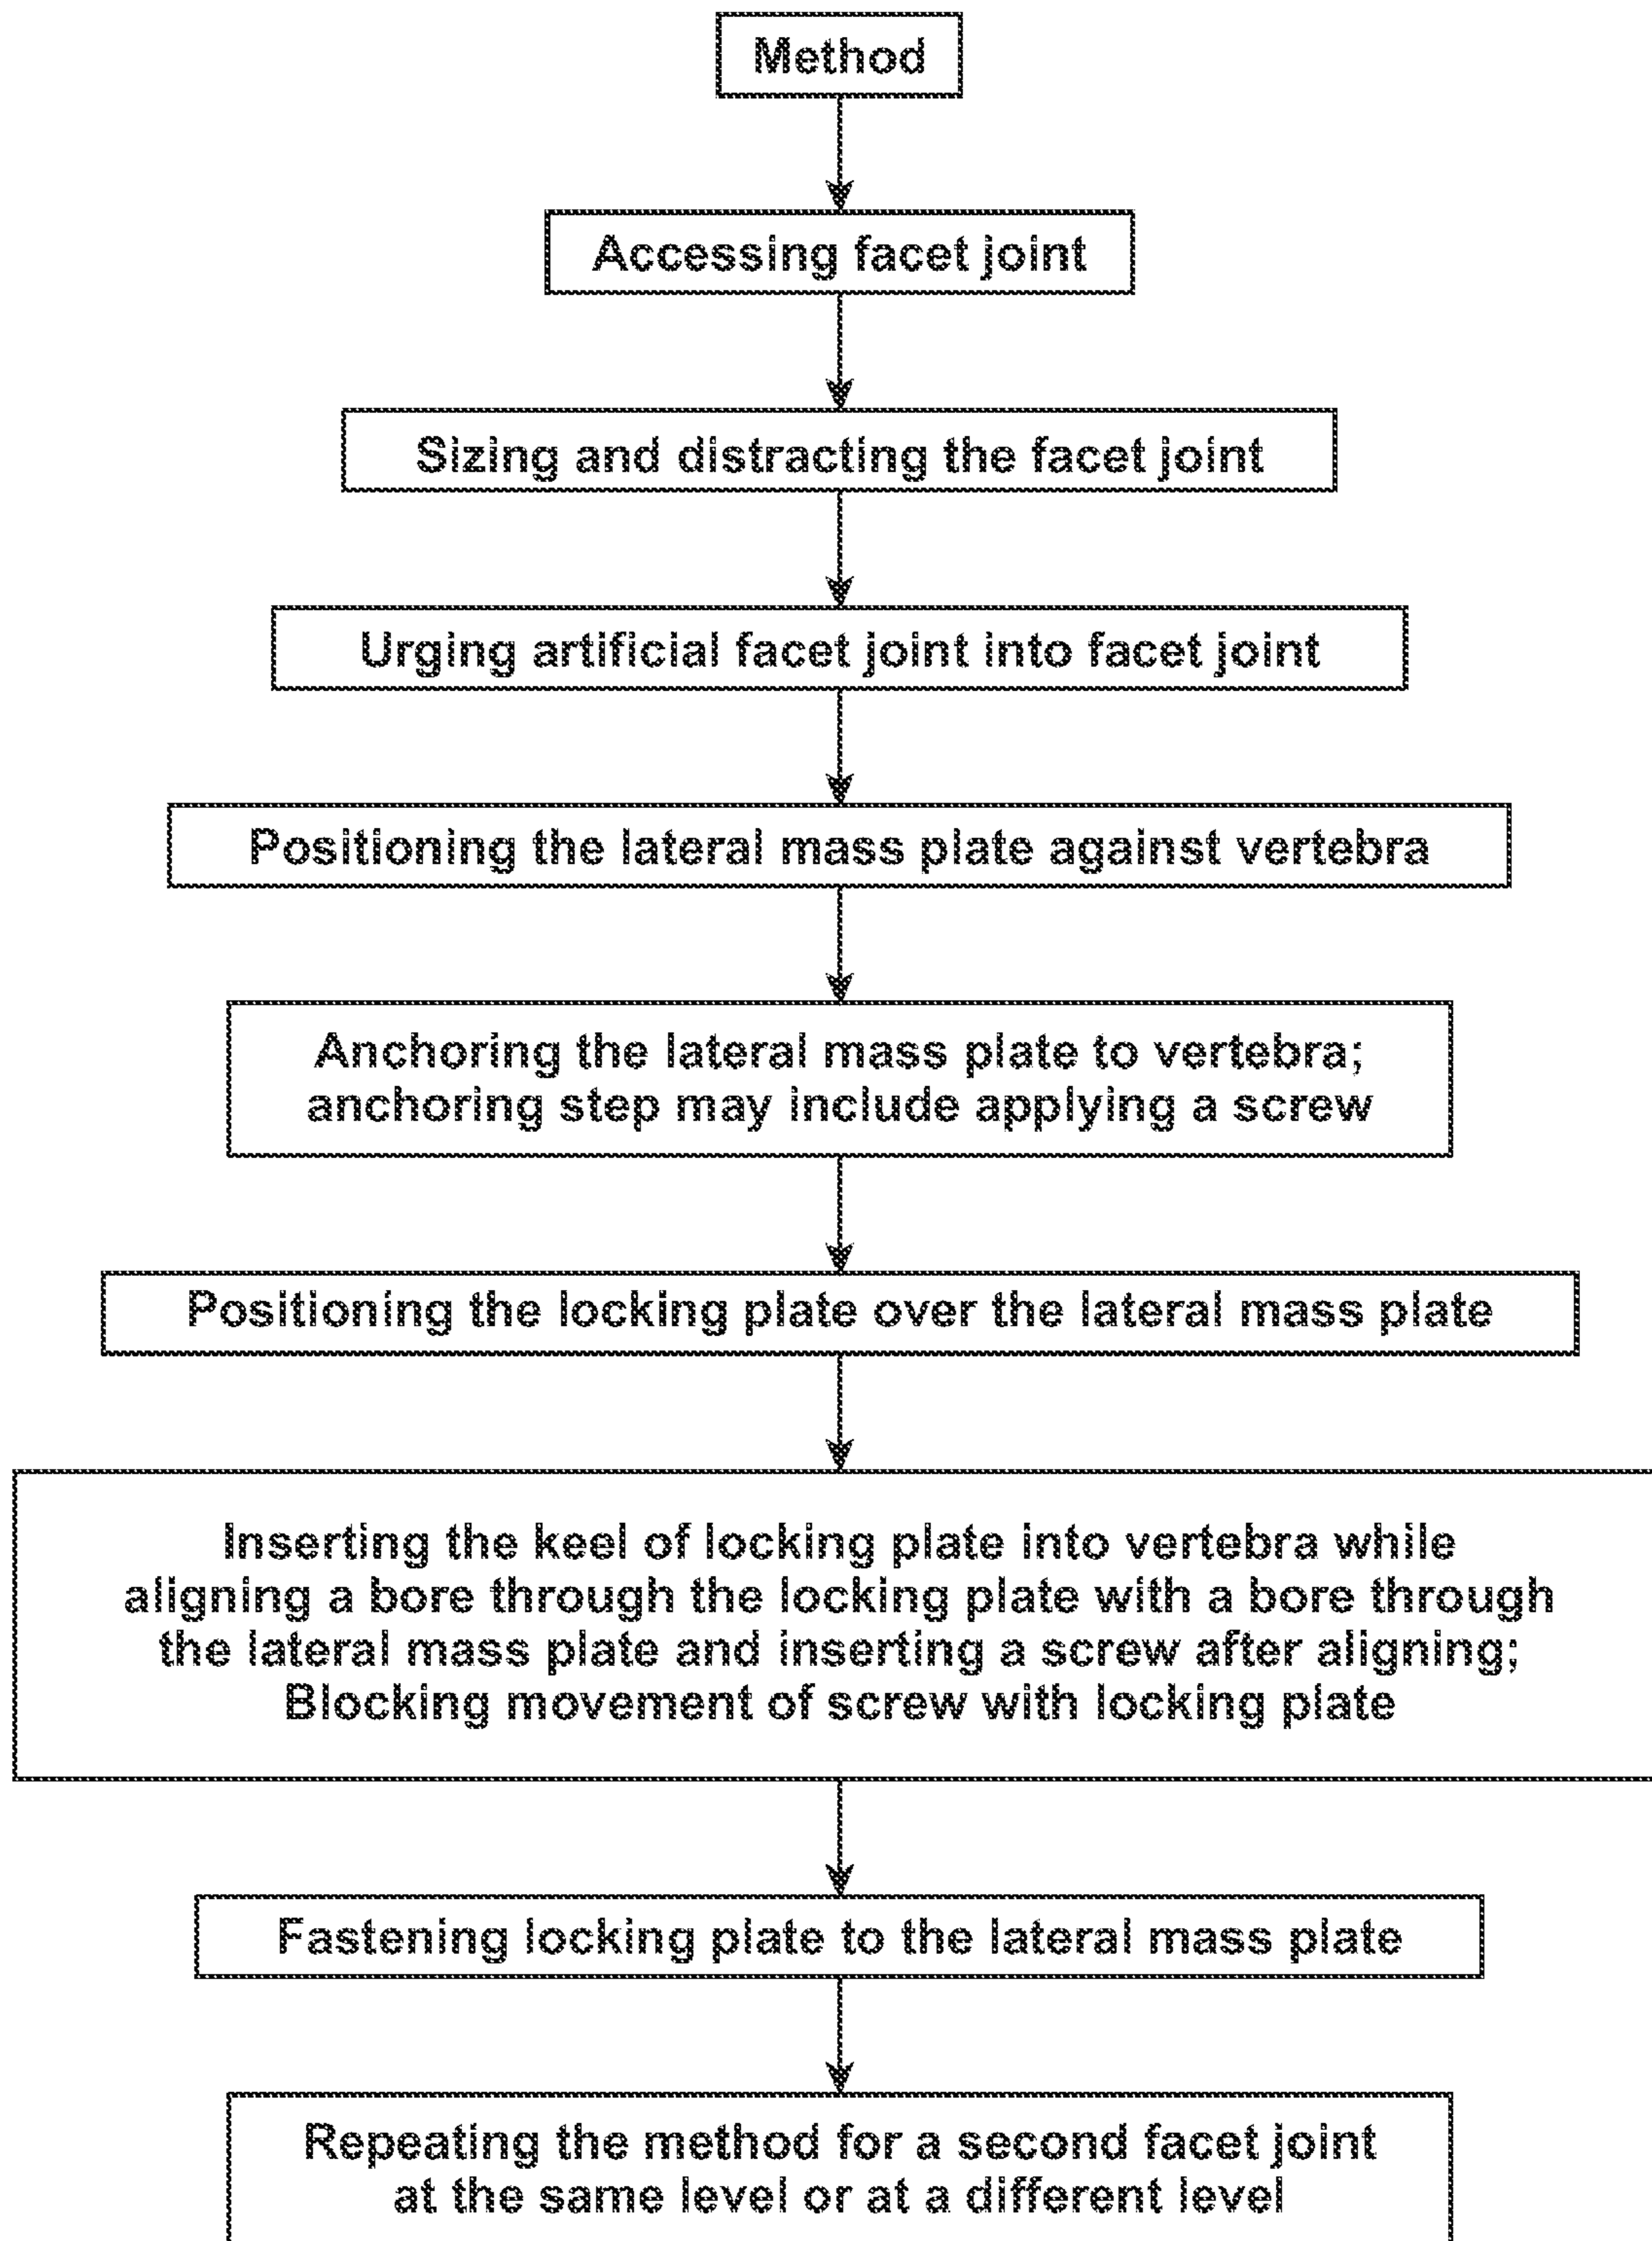 Method
Accessing facet joint
Sizing and distracting the facet joint
Urging artificial facet joint into facet joint
Positioning the lateral mass plate against vertebra
Anchoring the lateral mass plate to vertebra;
anchoring step may include applying a screw
Positioning the locking plate over the lateral mass plate
Inserting the keel of locking plate into vertebra while
aligning a bore through the locking plate with a bore through
the lateral mass plate and inserting a screw after aligning;
Blocking movement of screw with locking plate
Fastening locking plate to the lateral mass plate
Repeating the method for a second facet joint
at the same level or at a different level